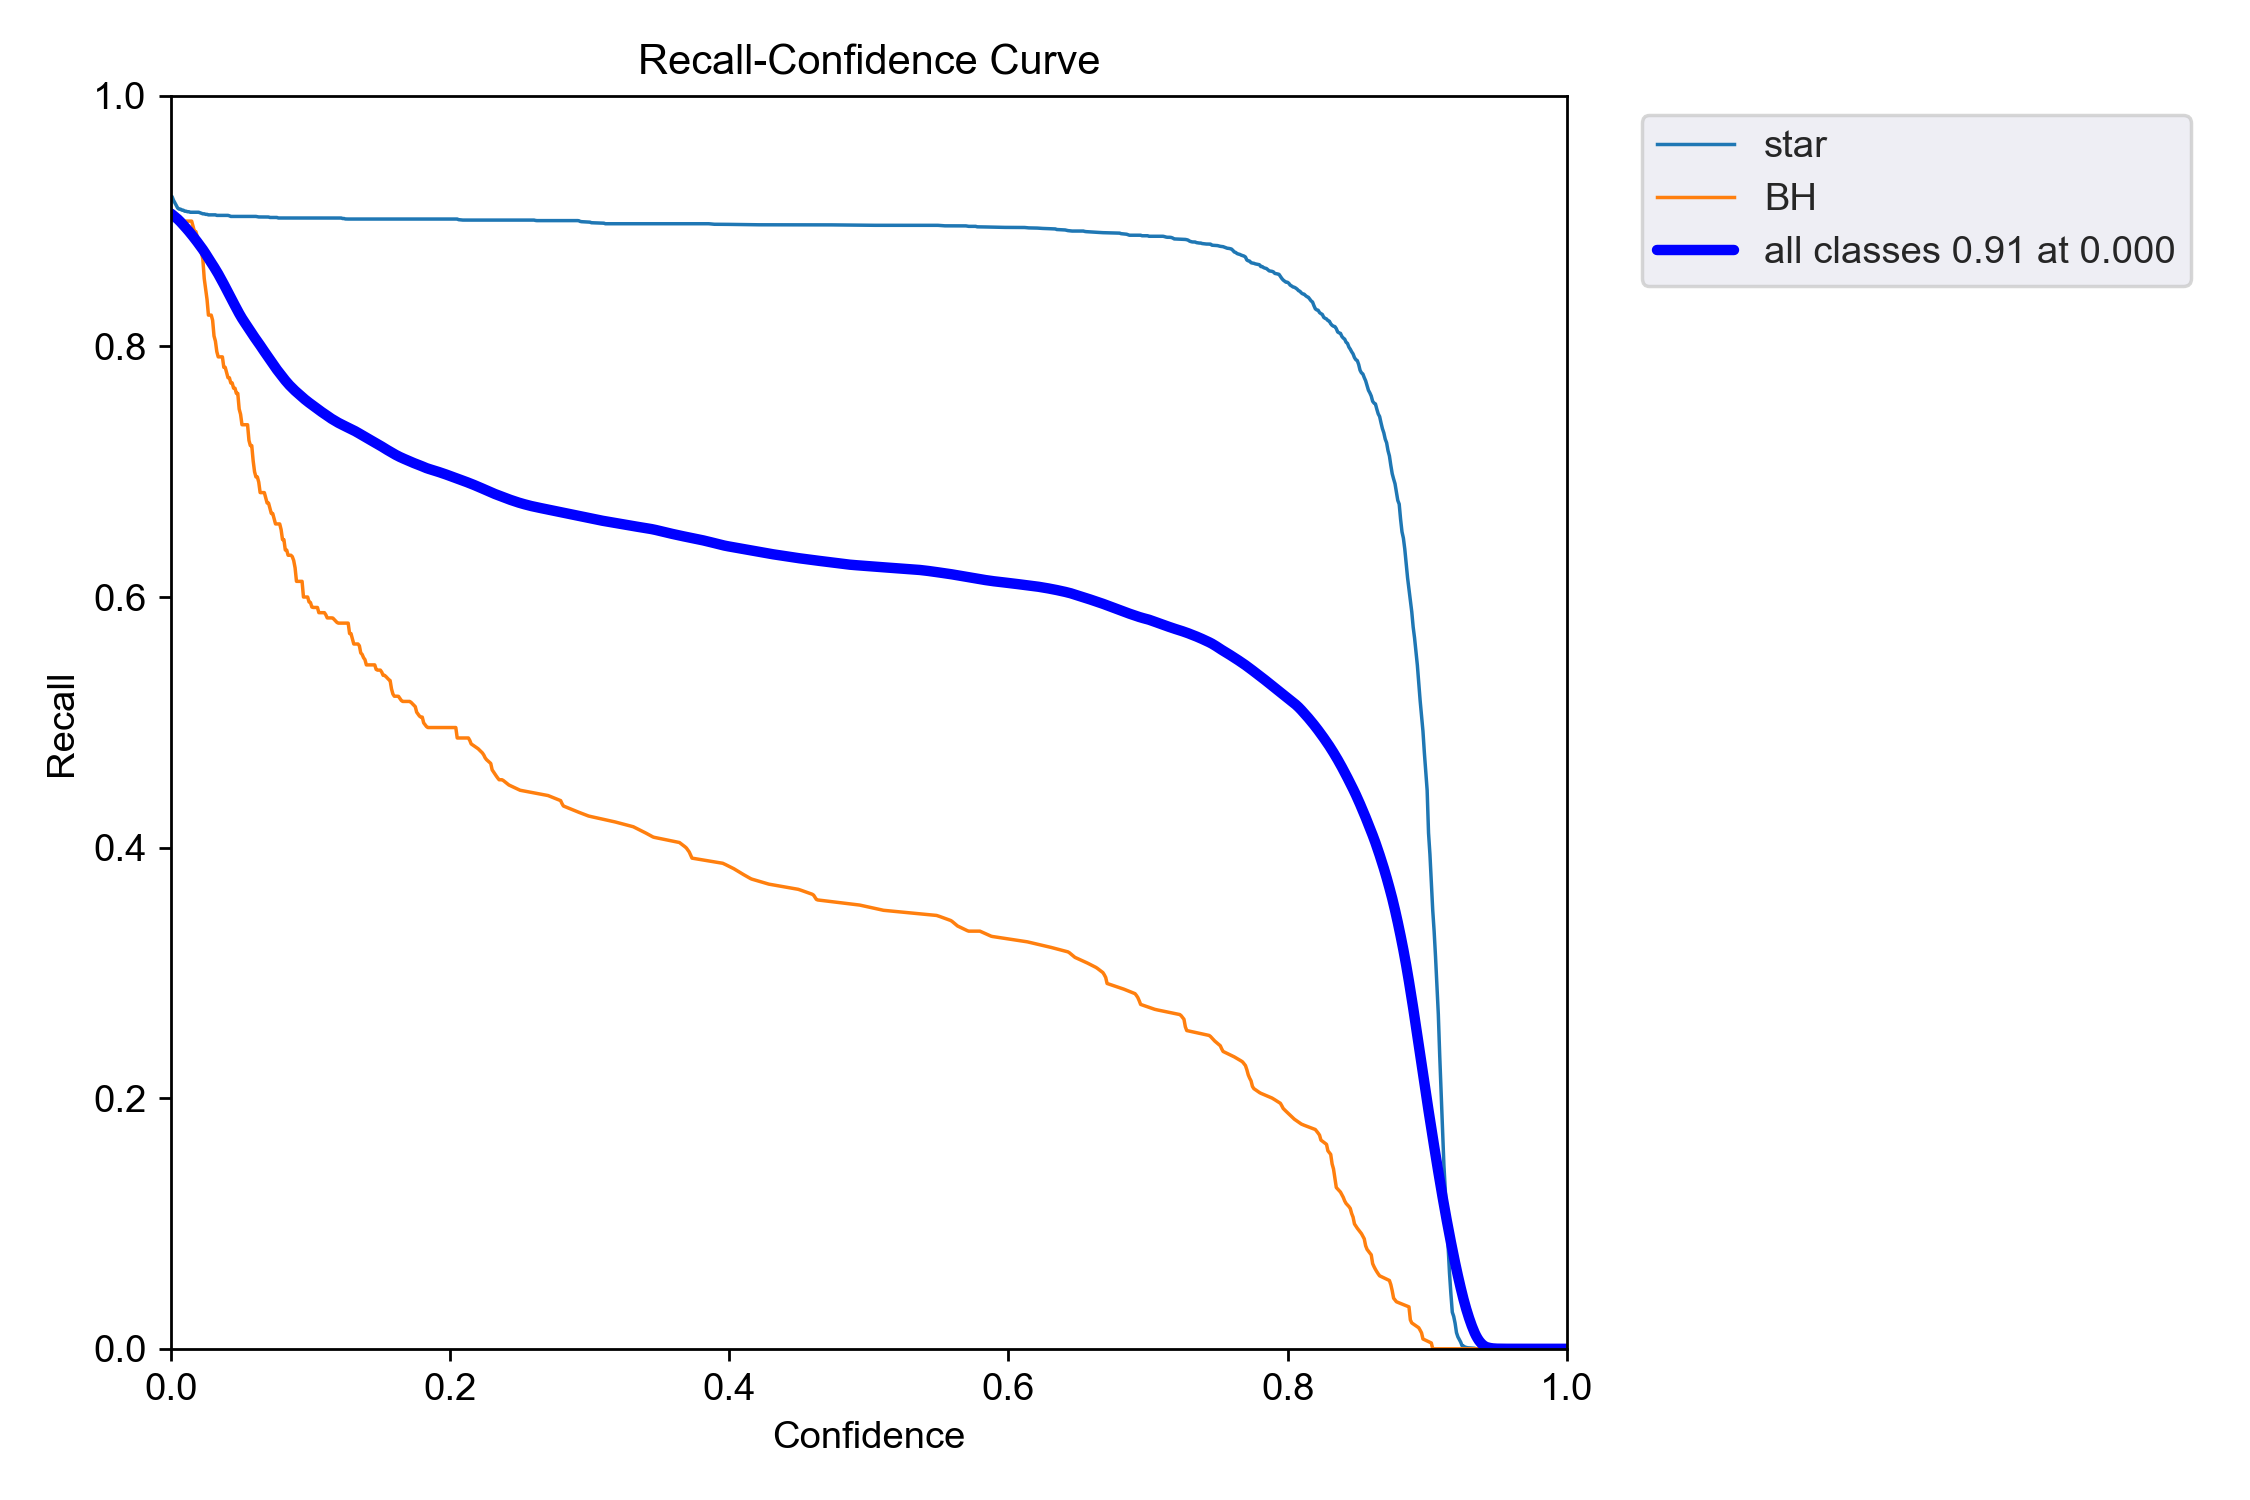 Recall-Confidence Curve
1.0
0.8
0.6
0.4
0.2
0.0
Recall
0.0 0.2 0.4 0.6 0.8 1.0
Confidence
star
BH
all classes 0.91 at 0.000